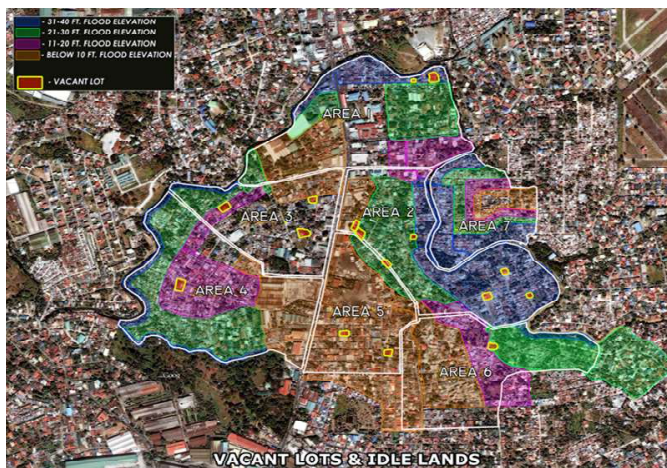 - 31-40 FT. FLOOD ELEVATION
- 21-30 FT. FLOOD ELEVATION
- 11-20 FT. FLOOD ELEVATION
- BELOW 10 FT. FLOOD ELEVATION
- VACANT LOT
AREA 1
AREA 2
AREA 3
AREA 7
AREA 4
AREA 5
AREA 6
VACANT LOTS & IDLE LANDS